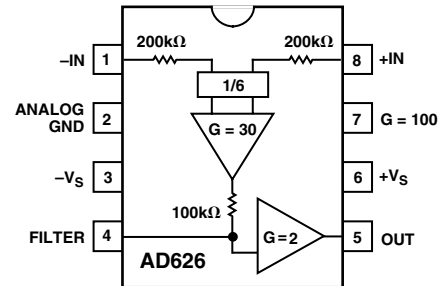 200kΩ 200kΩ
–IN 1 8 +IN
1/6
ANALOG
GND 2 7 G = 100
G = 30
–VS 3 6 +VS
100kΩ
FILTER 4 G = 2 5 OUT
AD626